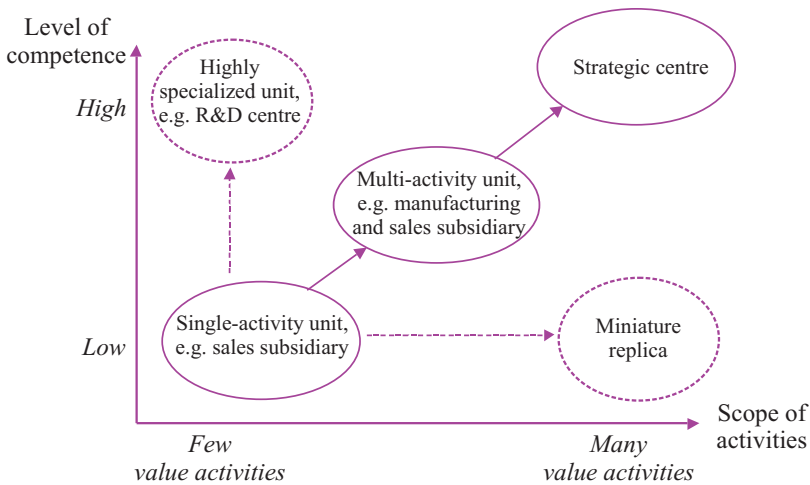 Level of
competence
High
Low
Highly
specialized unit,
e.g. R&D centre
Strategic centre
Multi-activity unit,
e.g. manufacturing
and sales subsidiary
Single-activity unit,
e.g. sales subsidiary
Miniature
replica
Few
value activities
Many
value activities
Scope of
activities